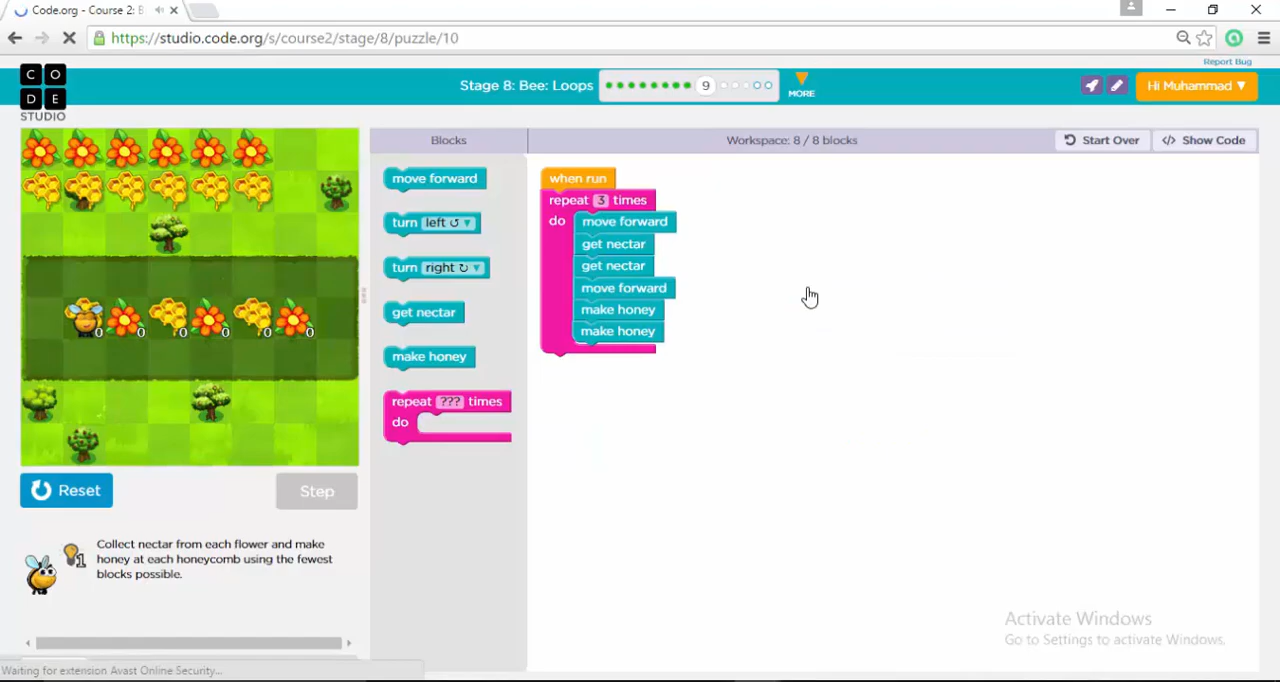 Code.org - Course 2: B
https://studio.code.org/s/course2/stage/8/puzzle/10
Report Bug
C O
D E
STUDIO
Stage 8: Bee: Loops
9
MORE
Hi Muhammad ▼
Blocks
Workspace: 8 / 8 blocks
Start Over
</> Show Code
move forward
turn left ↺ ▼
turn right ↻ ▼
get nectar
make honey
repeat ??? times
do
when run
repeat 3 times
do move forward
get nectar
get nectar
move forward
make honey
make honey
0 0 0 0 0 0
Reset
Step
1
Collect nectar from each flower and make
honey at each honeycomb using the fewest
blocks possible.
Activate Windows
Go to Settings to activate Windows.
Waiting for extension Avast Online Security...